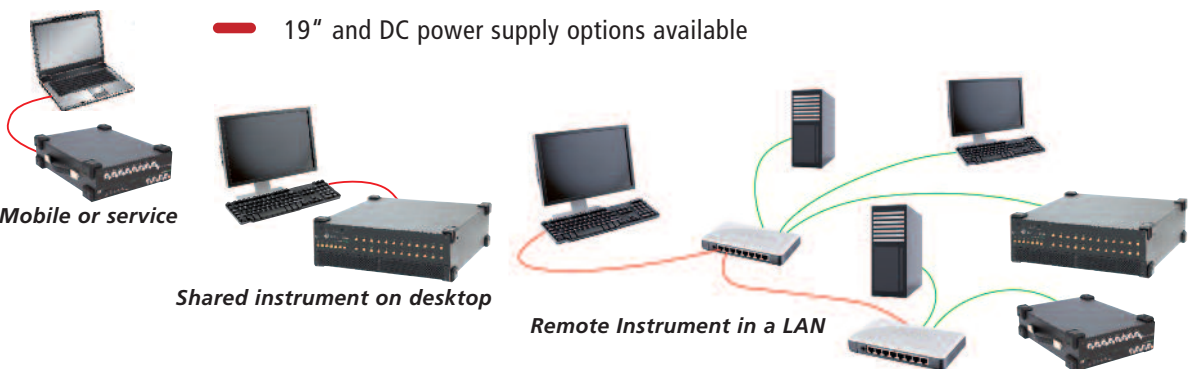 19“ and DC power supply options available
Mobile or service
Shared instrument on desktop
Remote Instrument in a LAN